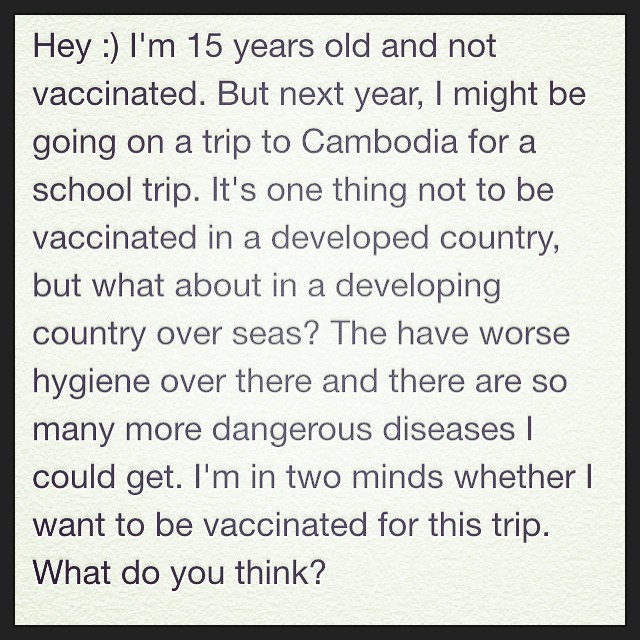 Hey :) I'm 15 years old and not
vaccinated. But next year, I might be
going on a trip to Cambodia for a
school trip. It's one thing not to be
vaccinated in a developed country,
but what about in a developing
country over seas? The have worse
hygiene over there and there are so
many more dangerous diseases I
could get. I'm in two minds whether I
want to be vaccinated for this trip.
What do you think?